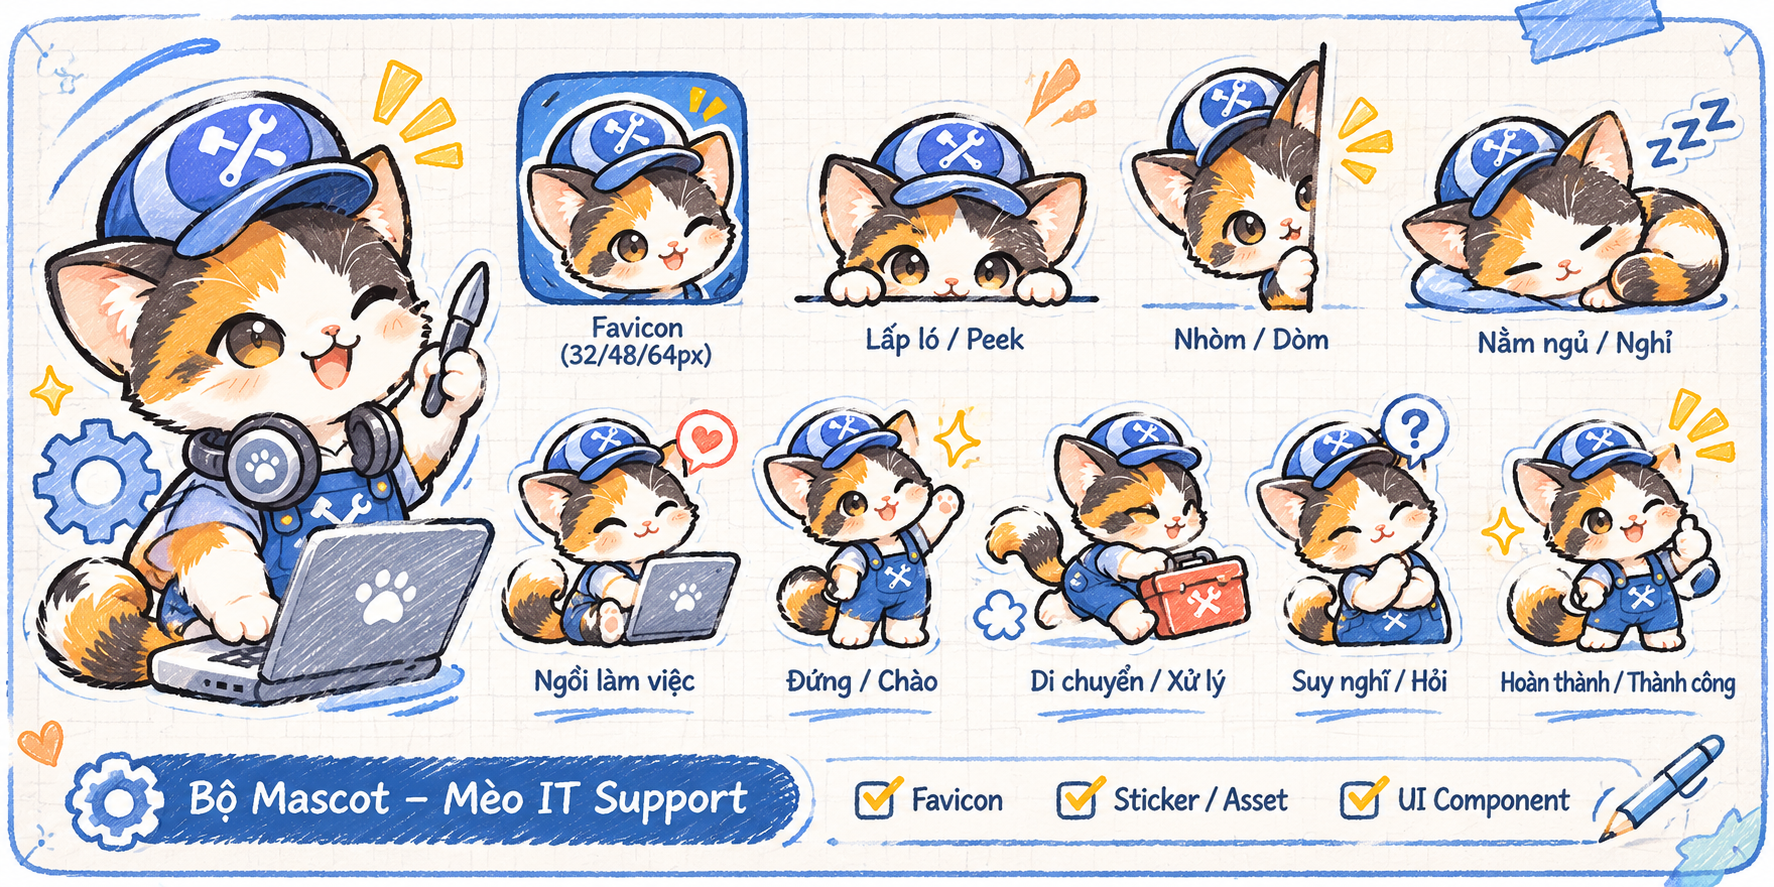 Favicon
(32/48/64px)
Lấp ló / Peek
Nhòm / Dòm
zzz
Nằm ngủ / Nghỉ
?
Ngồi làm việc
Đứng / Chào
Di chuyển / Xử lý
Suy nghĩ / Hỏi
Hoàn thành / Thành công
Bộ Mascot – Mèo IT Support
Favicon
Sticker / Asset
UI Component